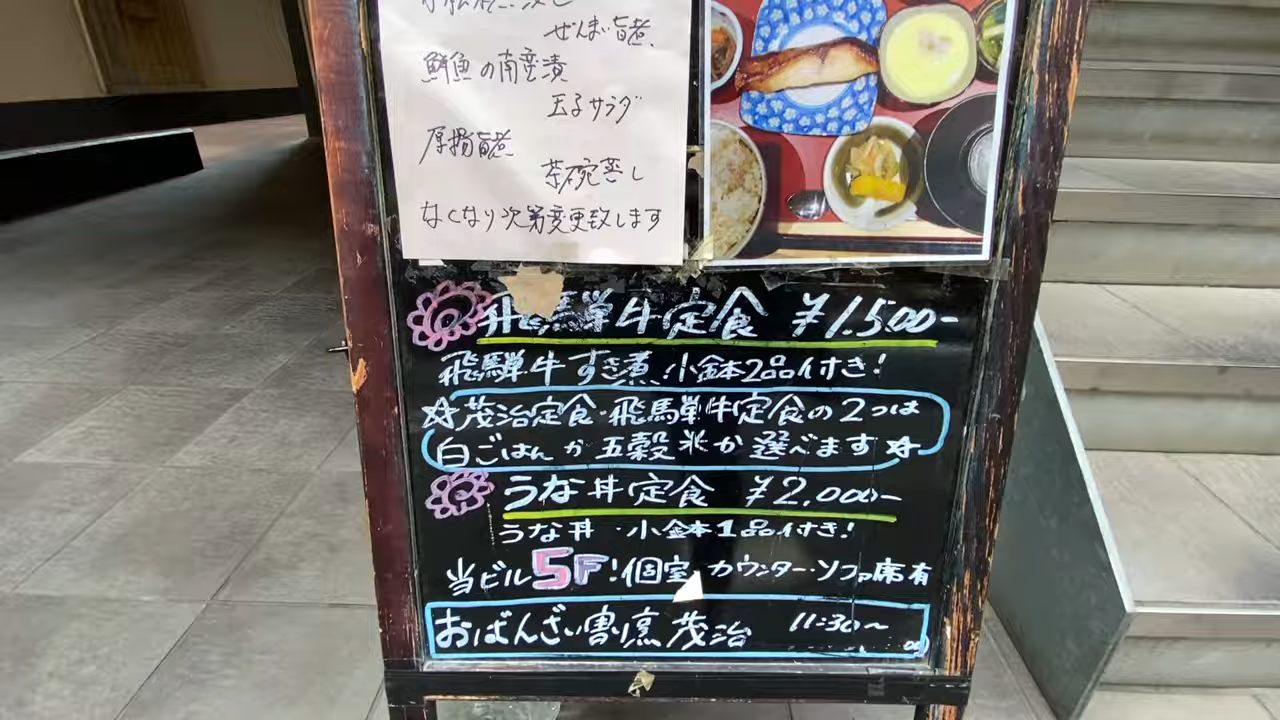 ぜんまい旨煮
鮮魚の南蛮漬
玉子サラダ
厚揚旨煮
茶碗蒸し
なくなり次第変更致します
飛騨牛定食 ¥1.500-
飛騨牛すき煮 小鉢2品付き!
☆茂治定食・飛騨牛定食の2つは
白ごはんか五穀米か選べます☆
うな丼定食 ¥2.000-
うな丼・小鉢1品付き!
当ビル5F!個室・カウンター・ソファ席有
おばんざい割烹 茂治 11:30~